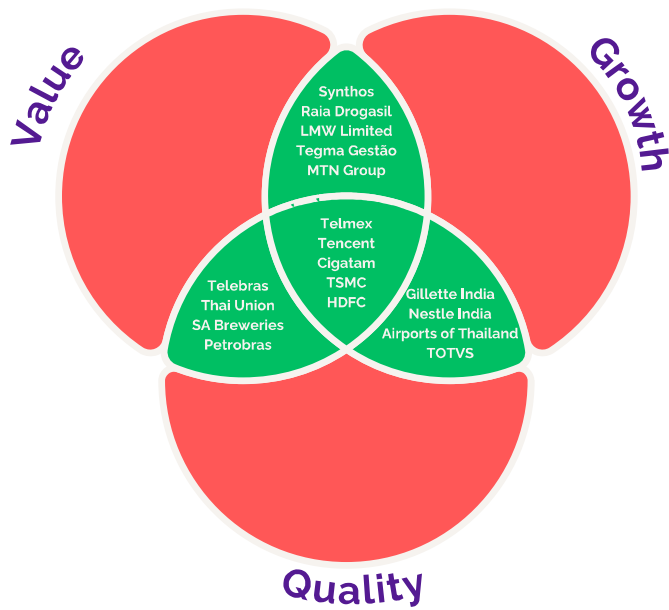 Value
Growth
Synthos
Raia Drogasil
LMW Limited
Tegma Gestão
MTN Group
Telmex
Tencent
Cigatam
TSMC
HDFC
Telebras
Thai Union
SA Breweries
Petrobras
Gillette India
Nestle India
Airports of Thailand
TOTVS
Quality